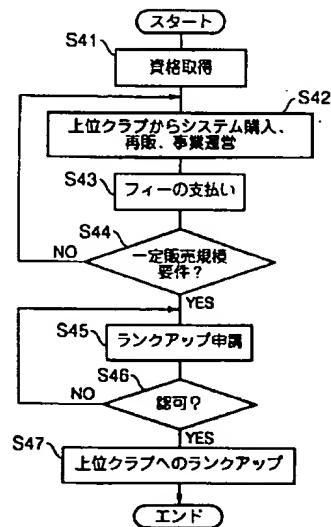 スタート
S41
資格取得
S42
上位クラブからシステム購入、
再販、事業運営
S43
フィーの支払い
S44
NO
一定販売規模
要件?
YES
S45
ランクアップ申請
S46
NO
認可?
YES
S47
上位クラブへのランクアップ
エンド